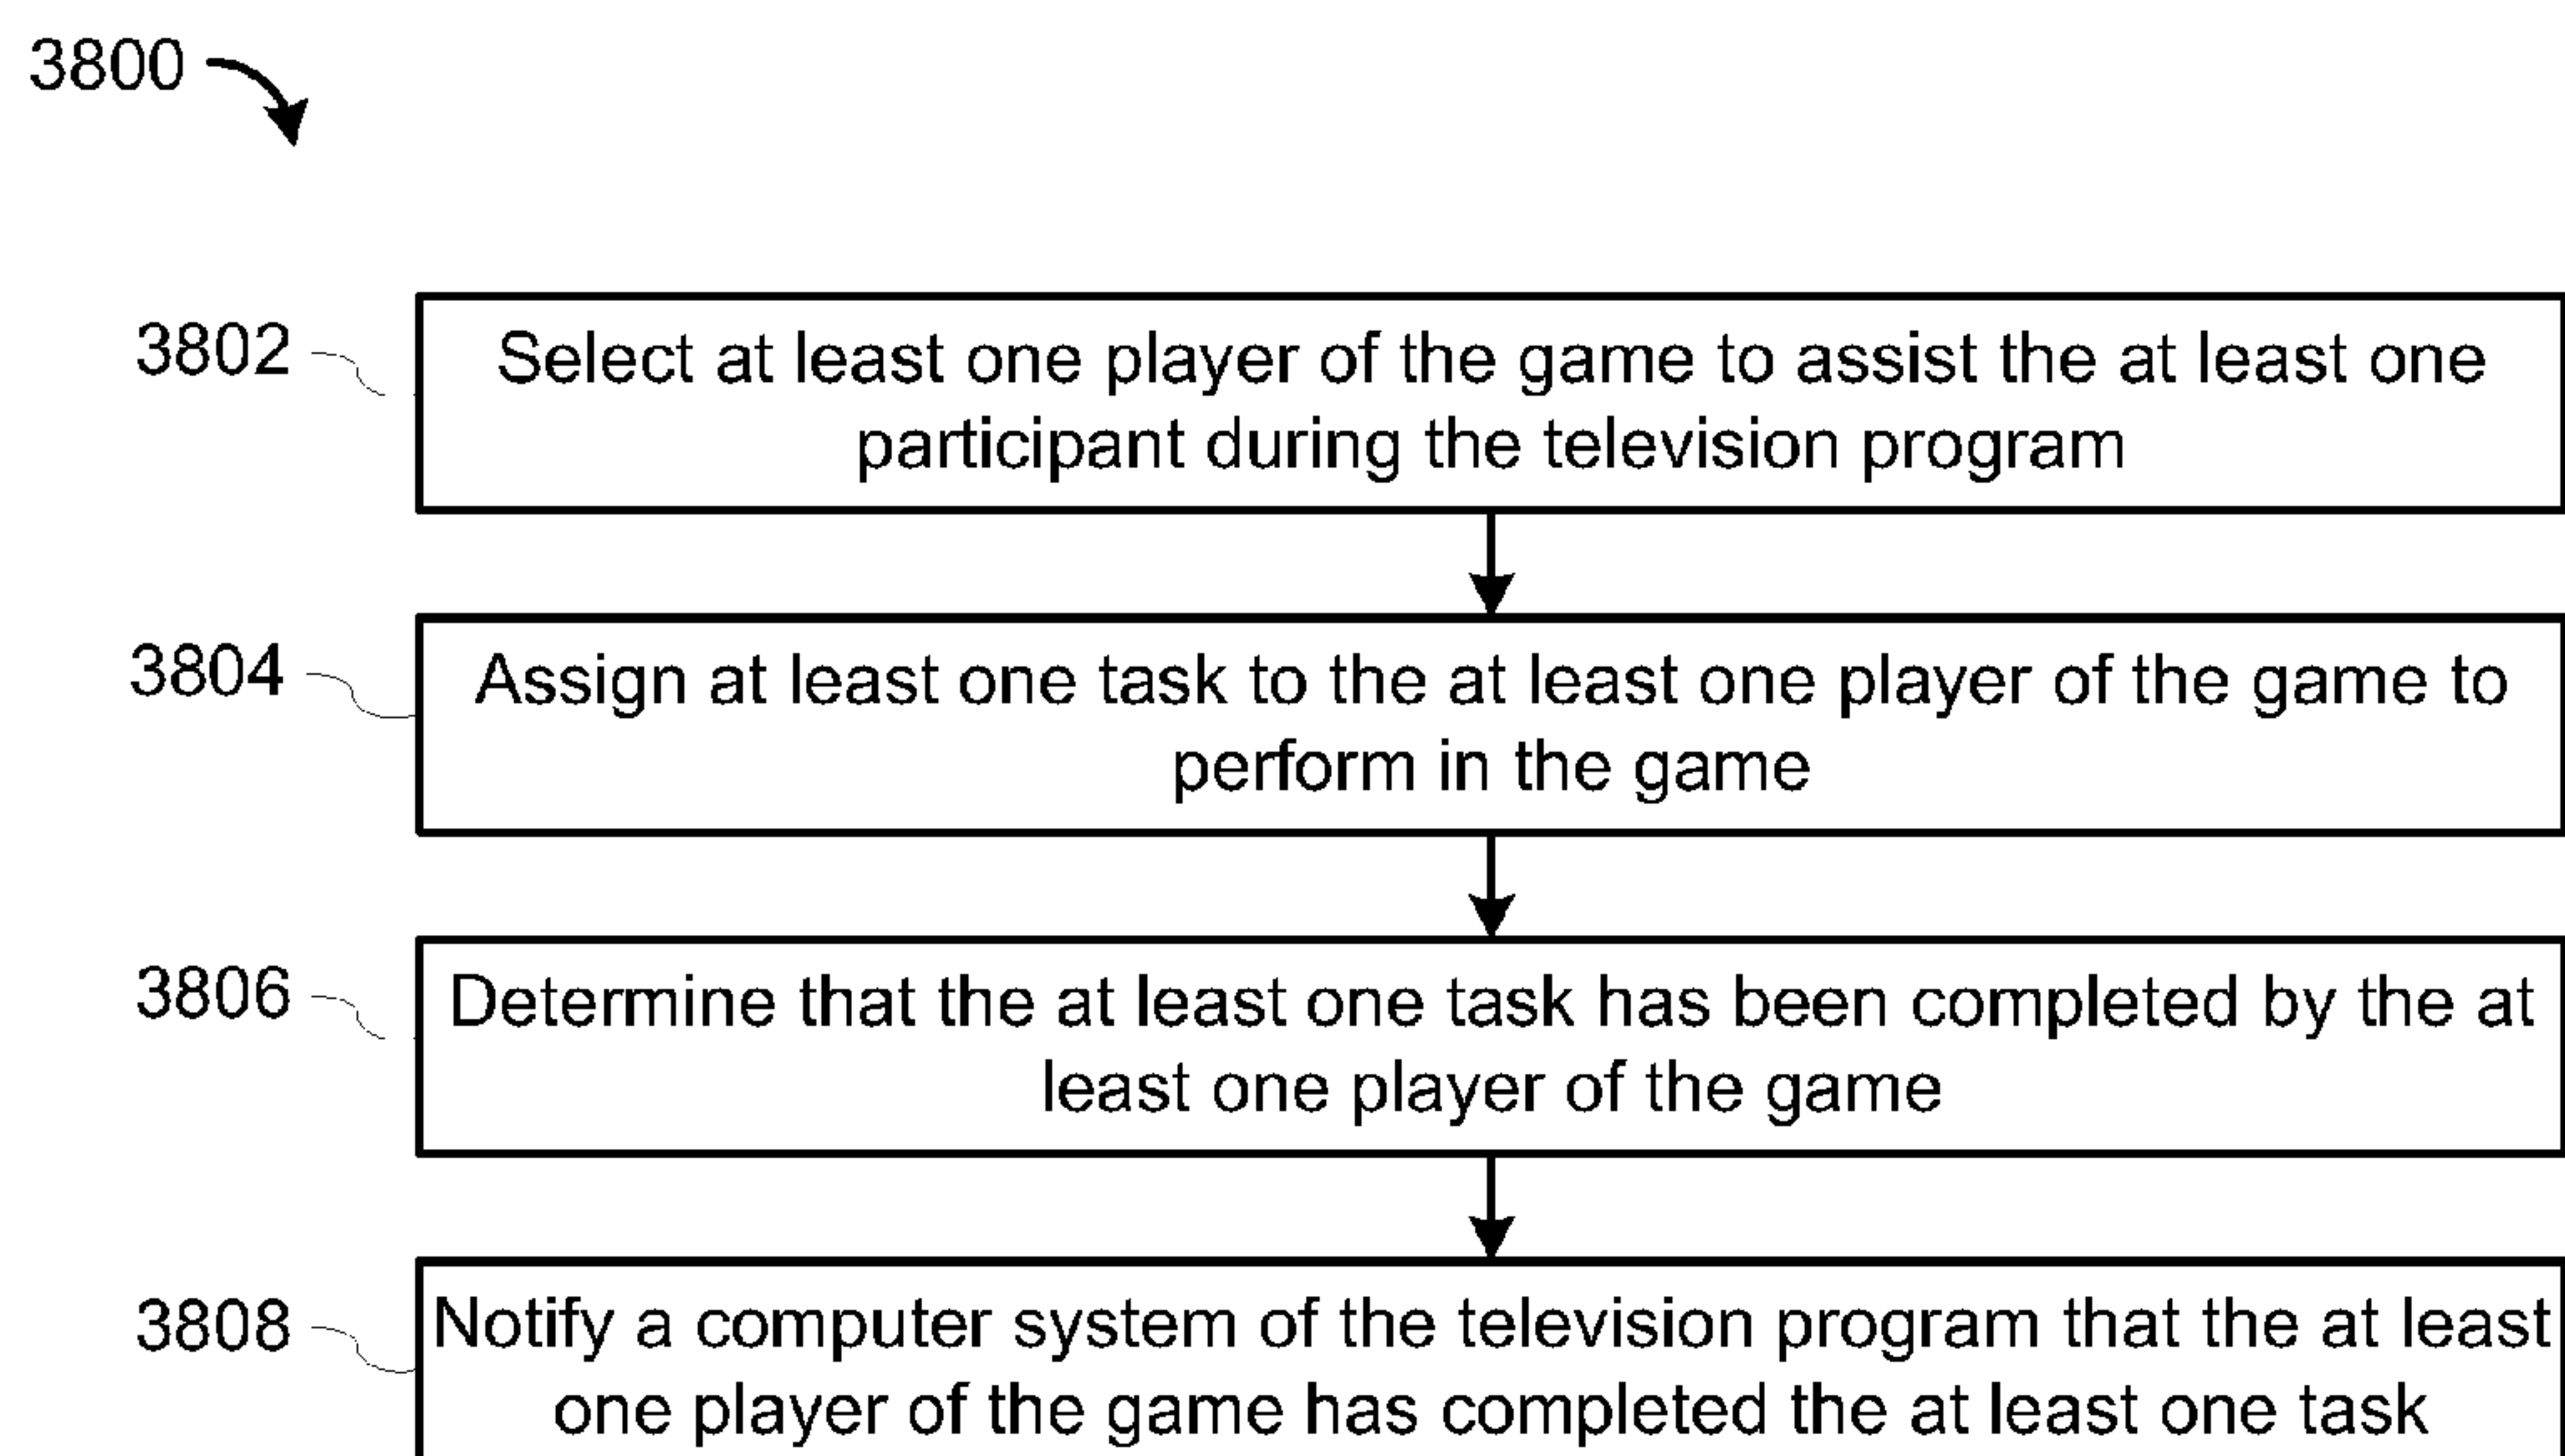 3800
3802
Select at least one player of the game to assist the at least one
participant during the television program
3804
Assign at least one task to the at least one player of the game to
perform in the game
3806
Determine that the at least one task has been completed by the at
least one player of the game
3808
Notify a computer system of the television program that the at least
one player of the game has completed the at least one task